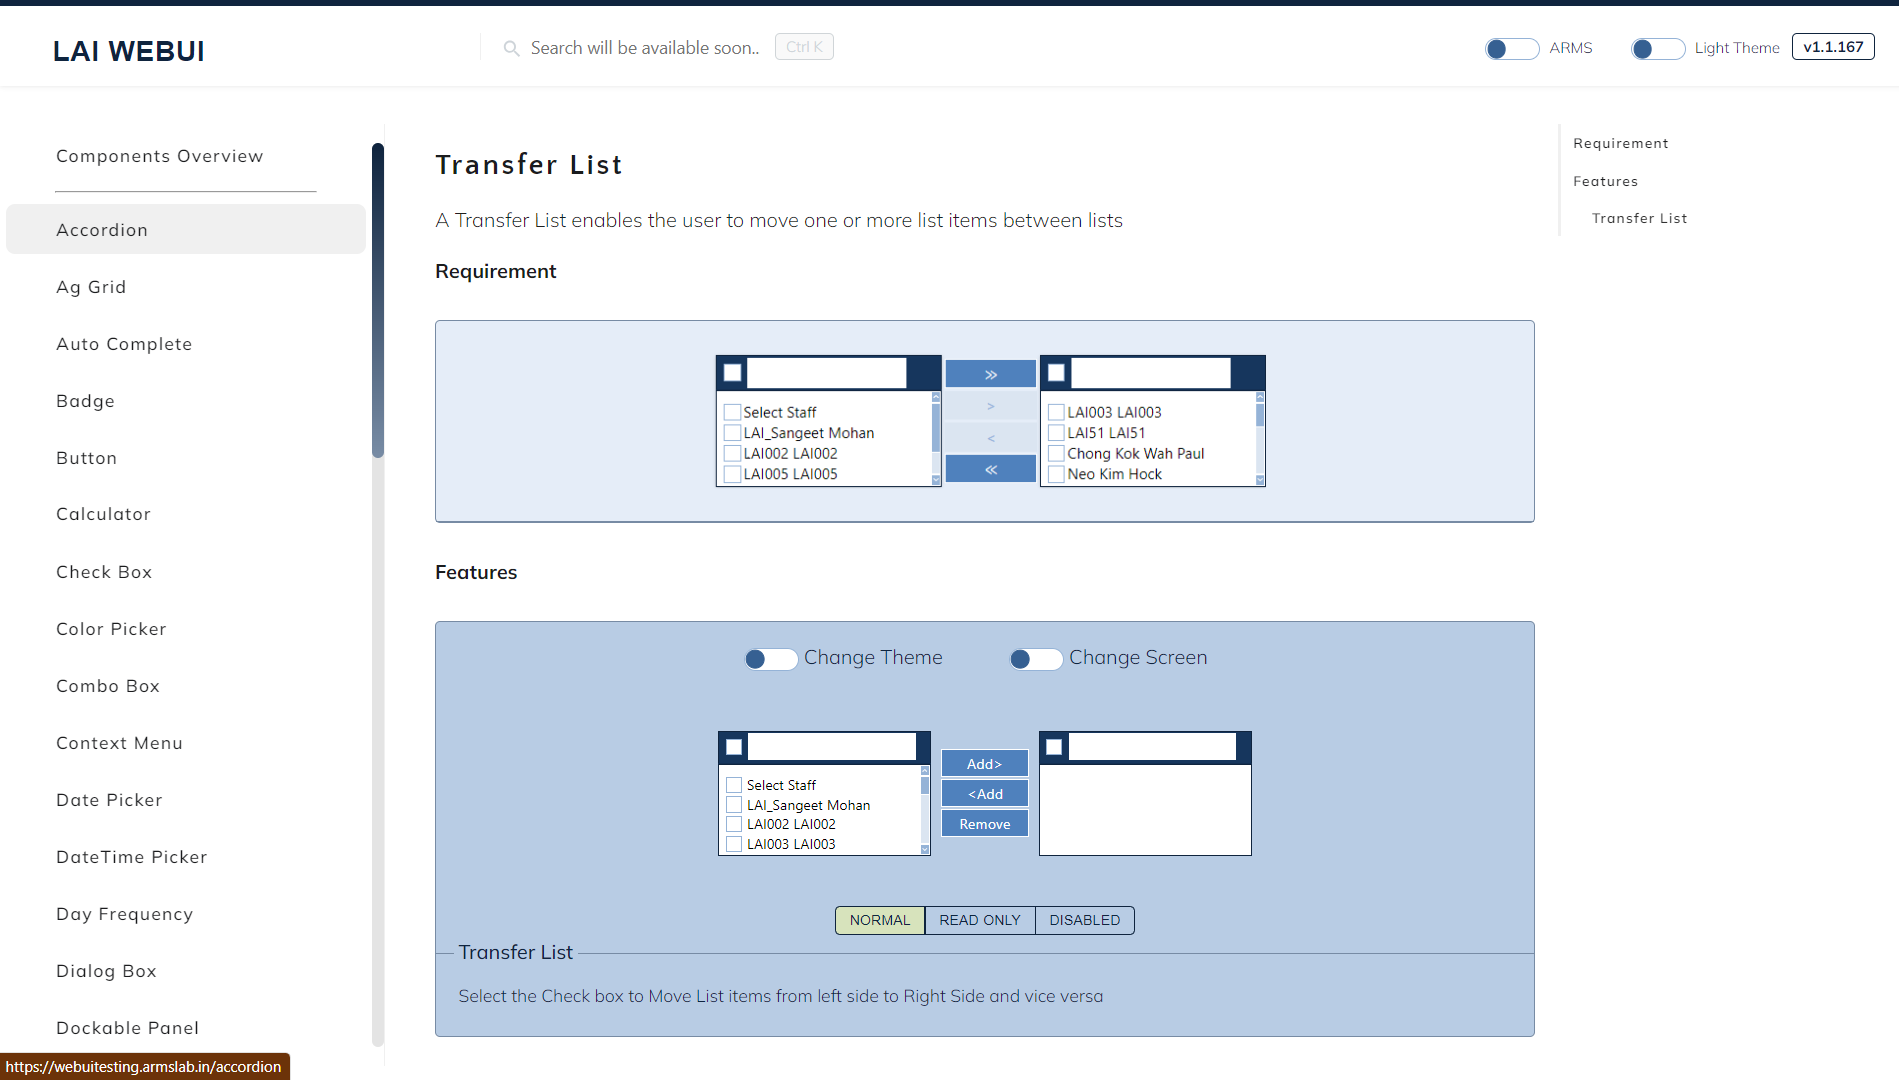 LAI WEBUI
Search will be available soon..
Ctrl K
ARMS
Light Theme
v1.1.167
Components Overview
Accordion
Ag Grid
Auto Complete
Badge
Button
Calculator
Check Box
Color Picker
Combo Box
Context Menu
Date Picker
DateTime Picker
Day Frequency
Dialog Box
Dockable Panel
https://webuitesting.armslab.in/accordion
Transfer List
A Transfer List enables the user to move one or more list items between lists
Requirement
Select Staff
LAI_Sangeet Mohan
LAI002 LAI002
LAI005 LAI005
»
>
<
«
LAI003 LAI003
LAI51 LAI51
Chong Kok Wah Paul
Neo Kim Hock
Features
Change Theme
Change Screen
Select Staff
LAI_Sangeet Mohan
LAI002 LAI002
LAI003 LAI003
Add>
<Add
Remove
NORMAL
READ ONLY
DISABLED
Transfer List
Select the Check box to Move List items from left side to Right Side and vice versa
Requirement
Features
Transfer List